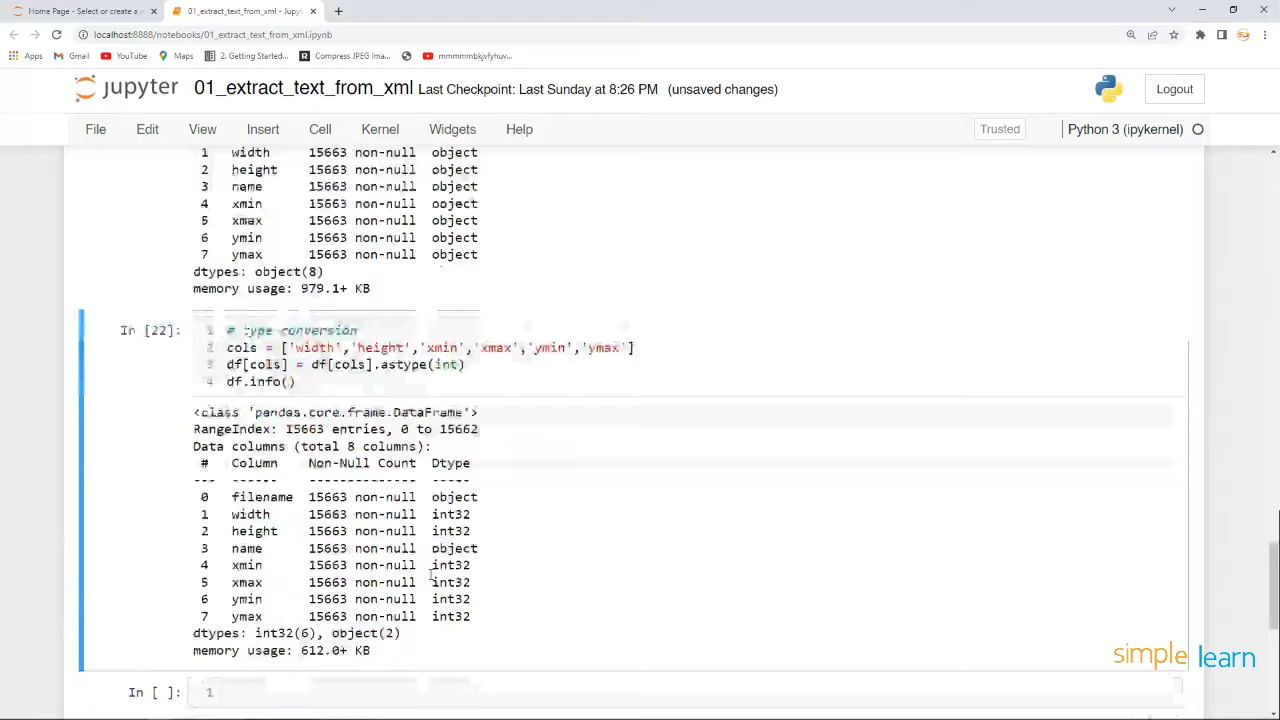 Home Page - Select or create a n
01_extract_text_from_xml - Jupyt
localhost:8888/notebooks/01_extract_text_from_xml.ipynb
Apps
Gmail
YouTube
Maps
2. Getting Started...
Compress JPEG Ima...
mmmmmbkjvfyhuv...
jupyter 01_extract_text_from_xml Last Checkpoint: Last Sunday at 8:26 PM (unsaved changes)
Logout
File Edit View Insert Cell Kernel Widgets Help
Trusted
Python 3 (ipykernel)
1 width 15663 non-null object
2 height 15663 non-null object
3 name 15663 non-null object
4 xmin 15663 non-null object
5 xmax 15663 non-null object
6 ymin 15663 non-null object
7 ymax 15663 non-null object
dtypes: object(8)
memory usage: 979.1+ KB
In [22]:
1 # type conversion
2 cols = ['width','height','xmin','xmax','ymin','ymax']
3 df[cols] = df[cols].astype(int)
4 df.info()
<class 'pandas.core.frame.DataFrame'>
RangeIndex: 15663 entries, 0 to 15662
Data columns (total 8 columns):
# Column Non-Null Count Dtype
--- ------ -------------- -----
0 filename 15663 non-null object
1 width 15663 non-null int32
2 height 15663 non-null int32
3 name 15663 non-null object
4 xmin 15663 non-null int32
5 xmax 15663 non-null int32
6 ymin 15663 non-null int32
7 ymax 15663 non-null int32
dtypes: int32(6), object(2)
memory usage: 612.0+ KB
simplelearn
In [ ]: 1